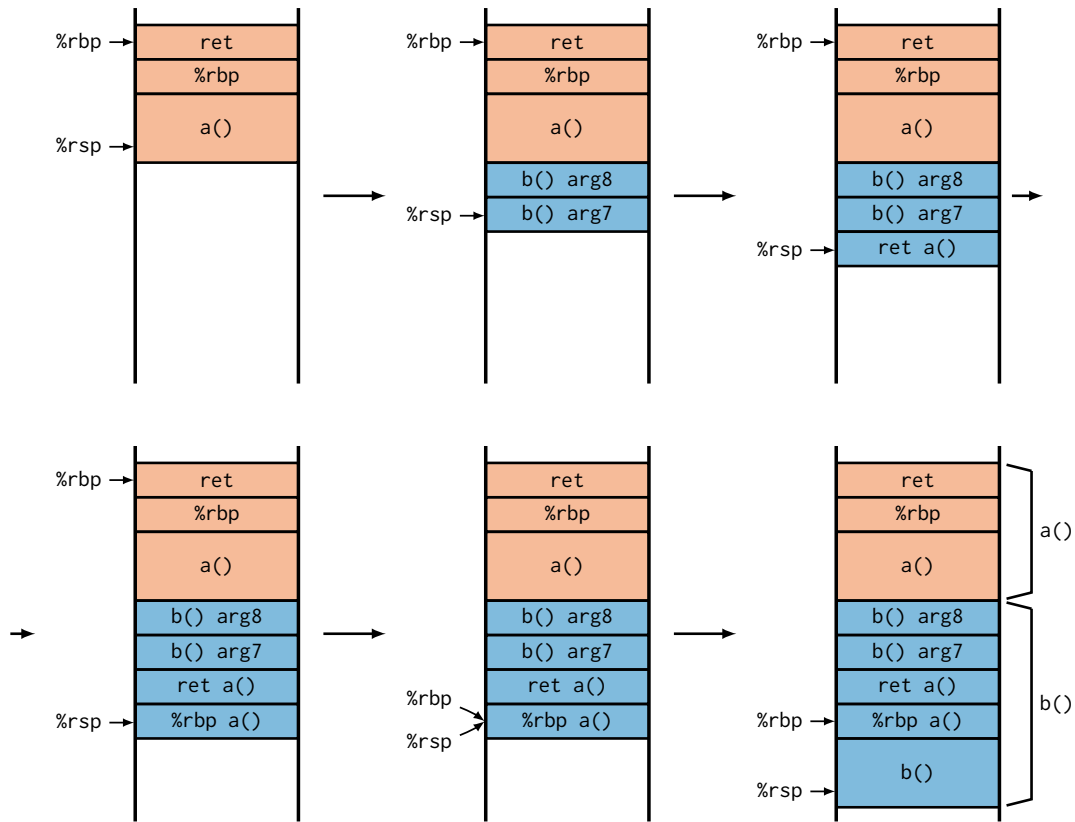 %rbp ret
%rbp
a()
%rsp
%rbp ret
%rbp
a()
b() arg8
%rsp b() arg7
%rbp ret
%rbp
a()
b() arg8
b() arg7
%rsp ret a()
%rbp ret
%rbp
a()
b() arg8
b() arg7
ret a()
%rsp %rbp a()
ret
%rbp
a()
b() arg8
b() arg7
ret a()
%rbp
%rbp a()
%rsp
ret
%rbp
a()
a()
b() arg8
b() arg7
ret a()
b()
%rbp %rbp a()
b()
%rsp